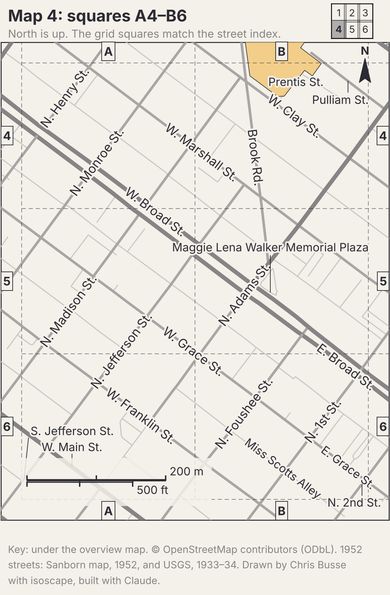 Map 4: squares A4–B6
North is up. The grid squares match the street index.
1 2 3
4 5 6
A
B
N
Prentis St.
Pulliam St.
N. Henry St.
W. Clay St.
4
4
N. Monroe St.
W. Marshall St.
Brook Rd.
W. Broad St.
Maggie Lena Walker Memorial Plaza
5
5
N. Adams St.
N. Madison St.
N. Jefferson St.
W. Grace St.
E. Broad St.
W. Franklin St.
N. Foushee St.
N. 1st St.
6
6
S. Jefferson St.
W. Main St.
Miss Scotts Alley
E. Grace St.
N. 2nd St.
200 m
500 ft
A
B
Key: under the overview map. © OpenStreetMap contributors (ODbL). 1952
streets: Sanborn map, 1952, and USGS, 1933–34. Drawn by Chris Busse
with isoscape, built with Claude.